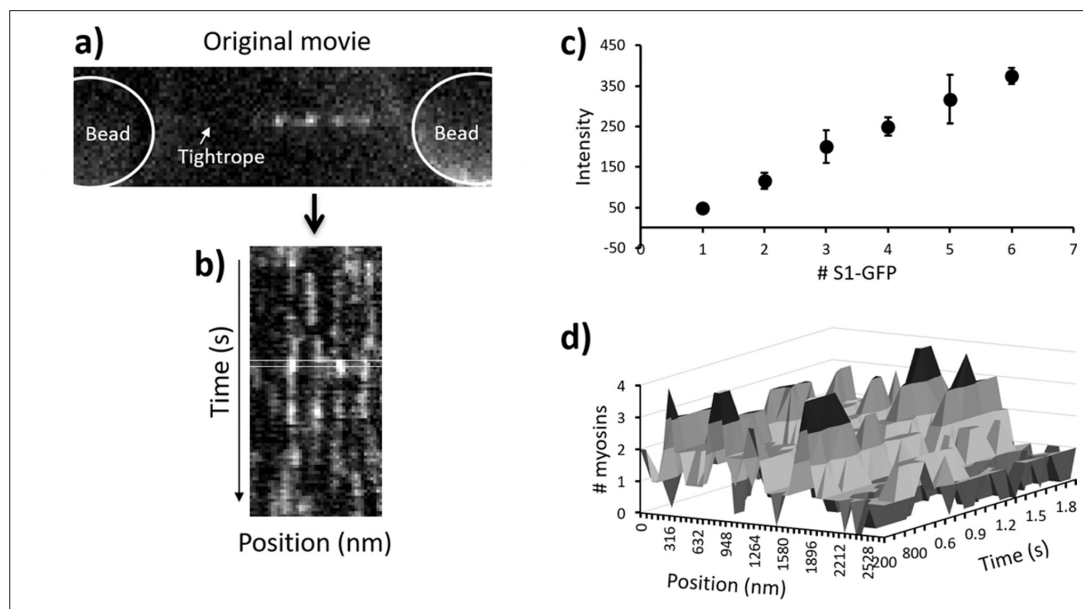 a)
Original movie
Bead
Tightrope
Bead
b)
Time (s)
Position (nm)
c)
Intensity
450
350
250
150
50
-50
0
1
2
3
4
5
6
7
# S1-GFP
d)
# myosins
4
3
2
1
0
0
316
632
948
1264
1580
1896
2212
2528
Position (nm)
200
800
0.6
0.9
1.2
1.5
1.8
Time (s)